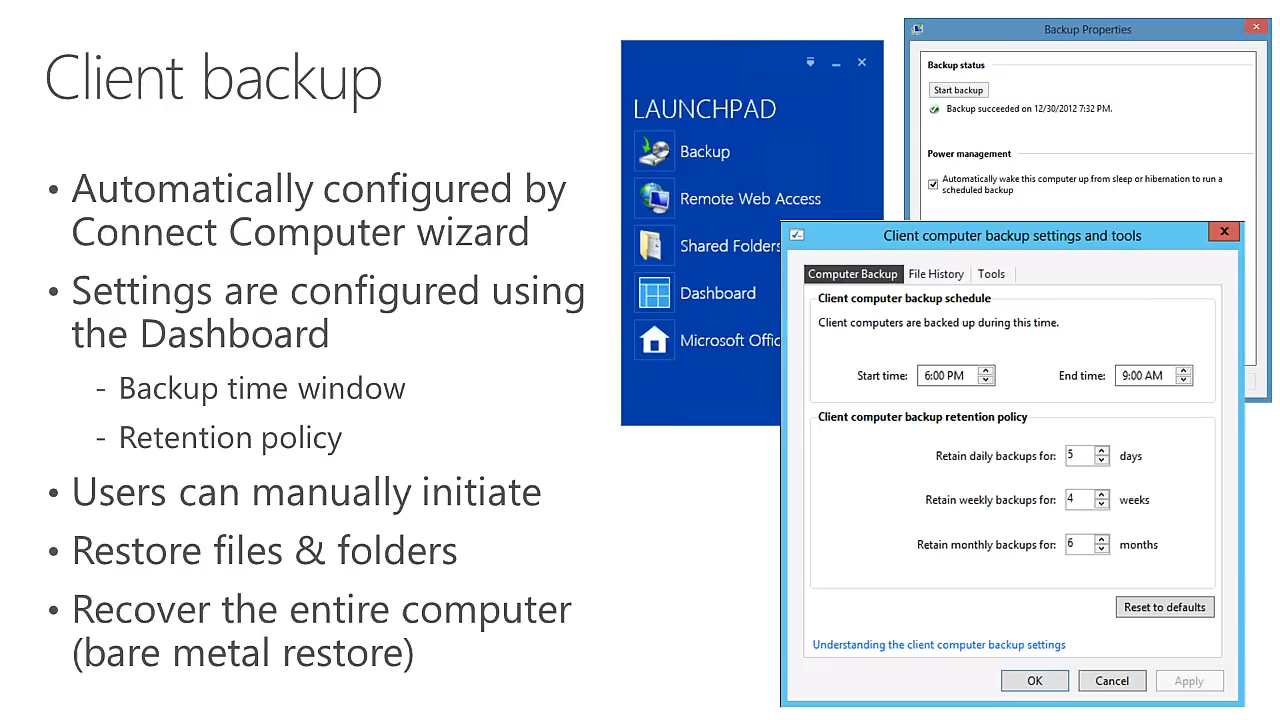 Client backup
• Automatically configured by
Connect Computer wizard
• Settings are configured using
the Dashboard
- Backup time window
- Retention policy
• Users can manually initiate
• Restore files & folders
• Recover the entire computer
(bare metal restore)
LAUNCHPAD
Backup
Remote Web Access
Shared Folders
Dashboard
Microsoft Offic
Backup Properties
Backup status
Start backup
Backup succeeded on 12/30/2012 7:32 PM.
Power management
Automatically wake this computer up from sleep or hibernation to run a
scheduled backup
Client computer backup settings and tools
Computer Backup File History Tools
Client computer backup schedule
Client computers are backed up during this time.
Start time: 6:00 PM End time: 9:00 AM
Client computer backup retention policy
Retain daily backups for: 5 days
Retain weekly backups for: 4 weeks
Retain monthly backups for: 6 months
Reset to defaults
Understanding the client computer backup settings
OK Cancel Apply